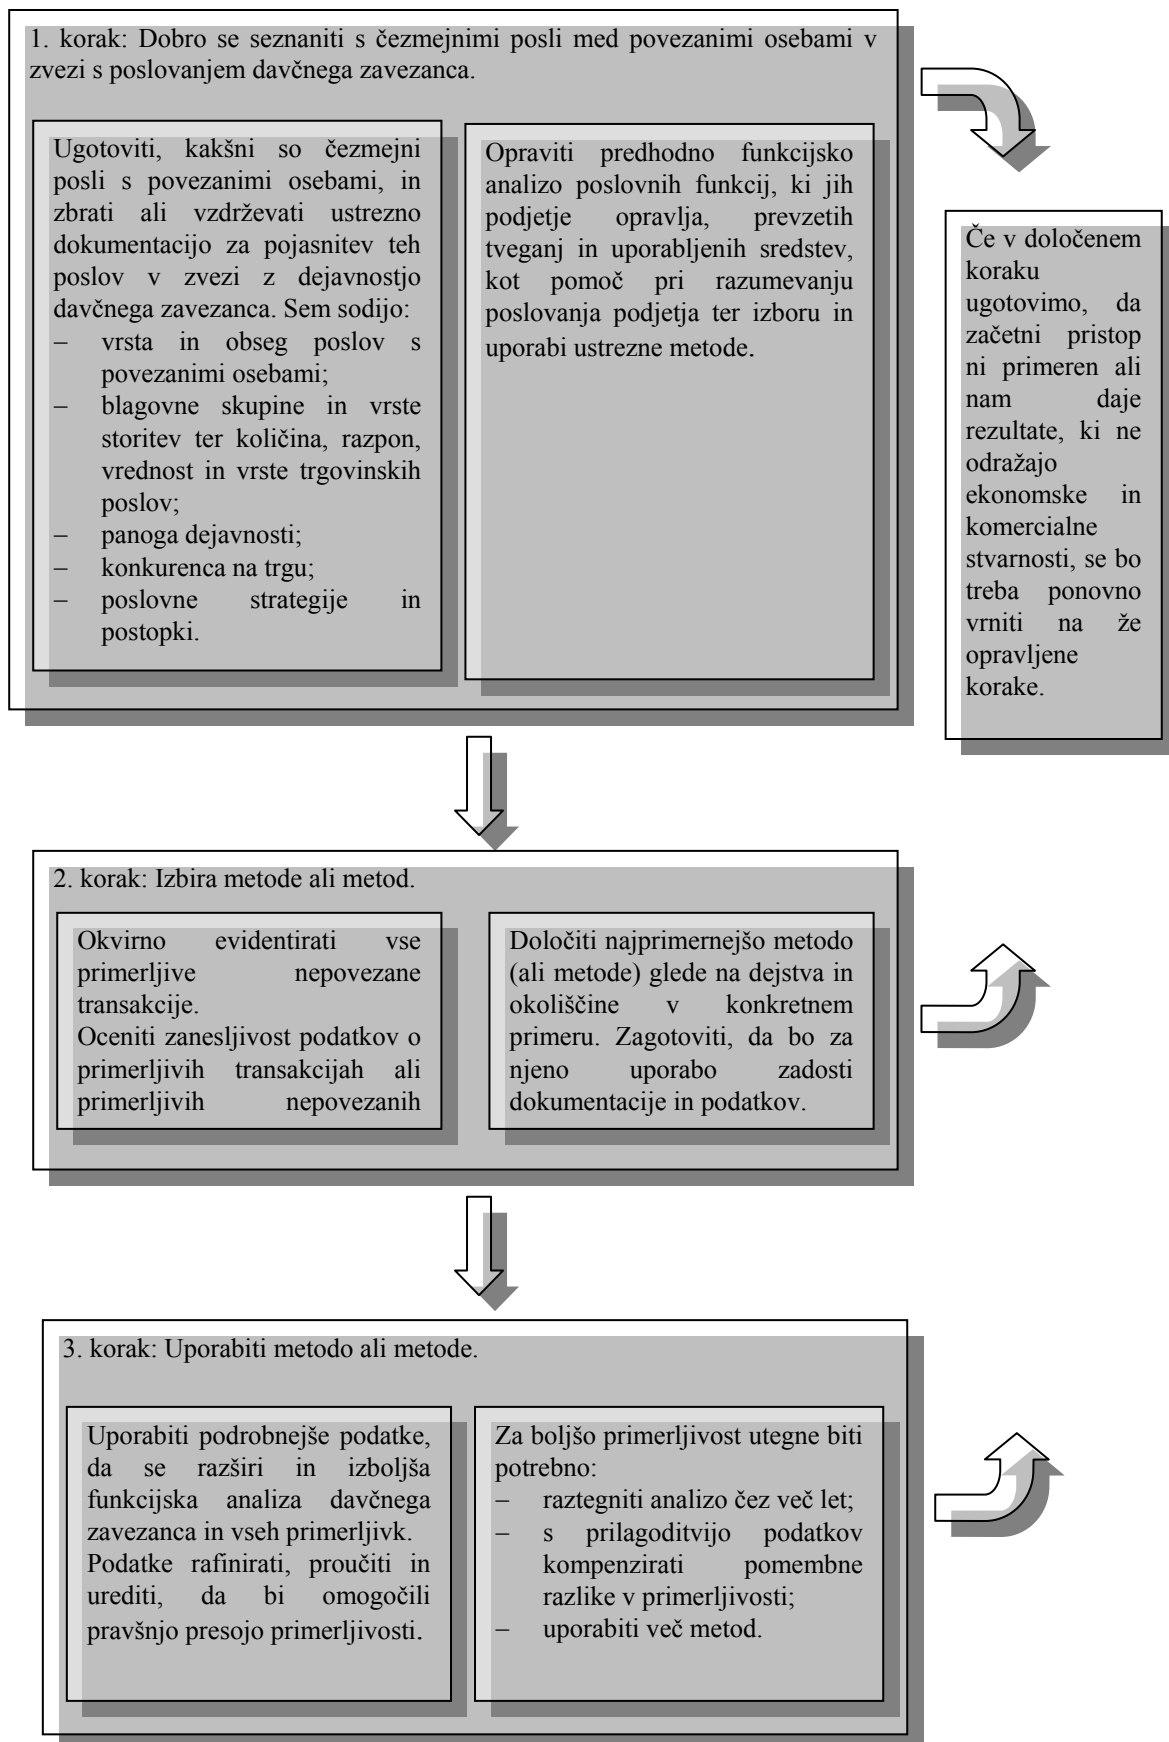 1. korak: Dobro se seznaniti s čezmejnimi posli med povezanimi osebami v
zvezi s poslovanjem davčnega zavezanca.
Ugotoviti, kakšni so čezmejni
posli s povezanimi osebami, in
zbrati ali vzdrževati ustrezno
dokumentacijo za pojasnitev teh
poslov v zvezi z dejavnostjo
davčnega zavezanca. Sem sodijo:
– vrsta in obseg poslov s
povezanimi osebami;
– blagovne skupine in vrste
storitev ter količina, razpon,
vrednost in vrste trgovinskih
poslov;
– panoga dejavnosti;
– konkurenca na trgu;
– poslovne strategije in
postopki.
Opraviti predhodno funkcijsko
analizo poslovnih funkcij, ki jih
podjetje opravlja, prevzetih
tveganj in uporabljenih sredstev,
kot pomoč pri razumevanju
poslovanja podjetja ter izboru in
uporabi ustrezne metode.
Če v določenem
koraku
ugotovimo, da
začetni pristop
ni primeren ali
nam daje
rezultate, ki ne
odražajo
ekonomske in
komercialne
stvarnosti, se bo
treba ponovno
vrniti na že
opravljene
korake.
2. korak: Izbira metode ali metod.
Okvirno evidentirati vse
primerljive nepovezane
transakcije.
Oceniti zanesljivost podatkov o
primerljivih transakcijah ali
primerljivih nepovezanih
Določiti najprimernejšo metodo
(ali metode) glede na dejstva in
okoliščine v konkretnem
primeru. Zagotoviti, da bo za
njeno uporabo zadosti
dokumentacije in podatkov.
3. korak: Uporabiti metodo ali metode.
Uporabiti podrobnejše podatke,
da se razširi in izboljša
funkcijska analiza davčnega
zavezanca in vseh primerljivk.
Podatke rafinirati, proučiti in
urediti, da bi omogočili
pravšnjo presojo primerljivosti.
Za boljšo primerljivost utegne biti
potrebno:
– raztegniti analizo čez več let;
– s prilagoditvijo podatkov
kompenzirati pomembne
razlike v primerljivosti;
– uporabiti več metod.